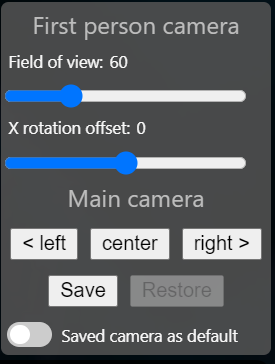 First person camera
Field of view: 60
X rotation offset: 0
Main camera
< left center right >
Save Restore
Saved camera as default